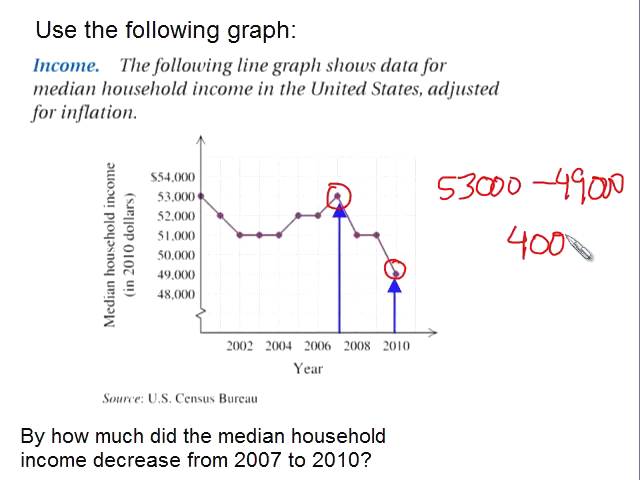 Use the following graph:
Income. The following line graph shows data for
median household income in the United States, adjusted
for inflation.
Median household income
(in 2010 dollars)
$54,000
53,000
52,000
51,000
50,000
49,000
48,000
2002 2004 2006 2008 2010
Year
53000 - 49000
400
Source: U.S. Census Bureau
By how much did the median household
income decrease from 2007 to 2010?